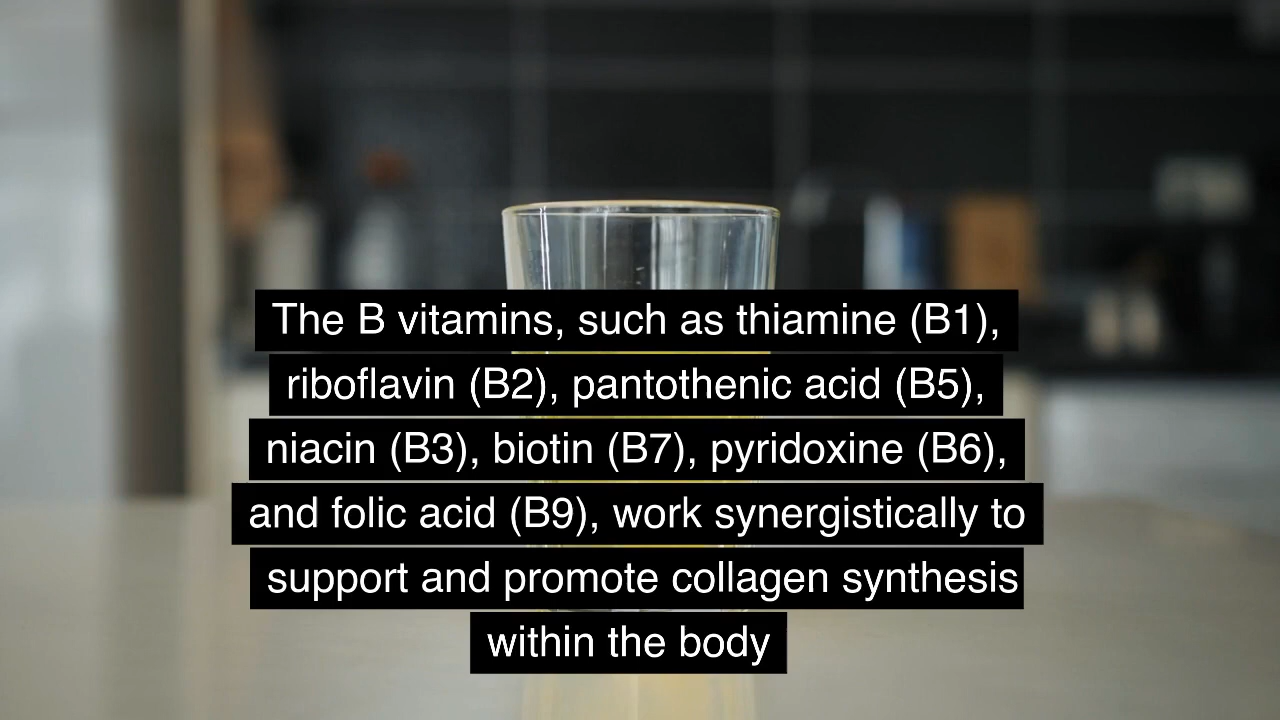 The B vitamins, such as thiamine (B1),
riboflavin (B2), pantothenic acid (B5),
niacin (B3), biotin (B7), pyridoxine (B6),
and folic acid (B9), work synergistically to
support and promote collagen synthesis
within the body